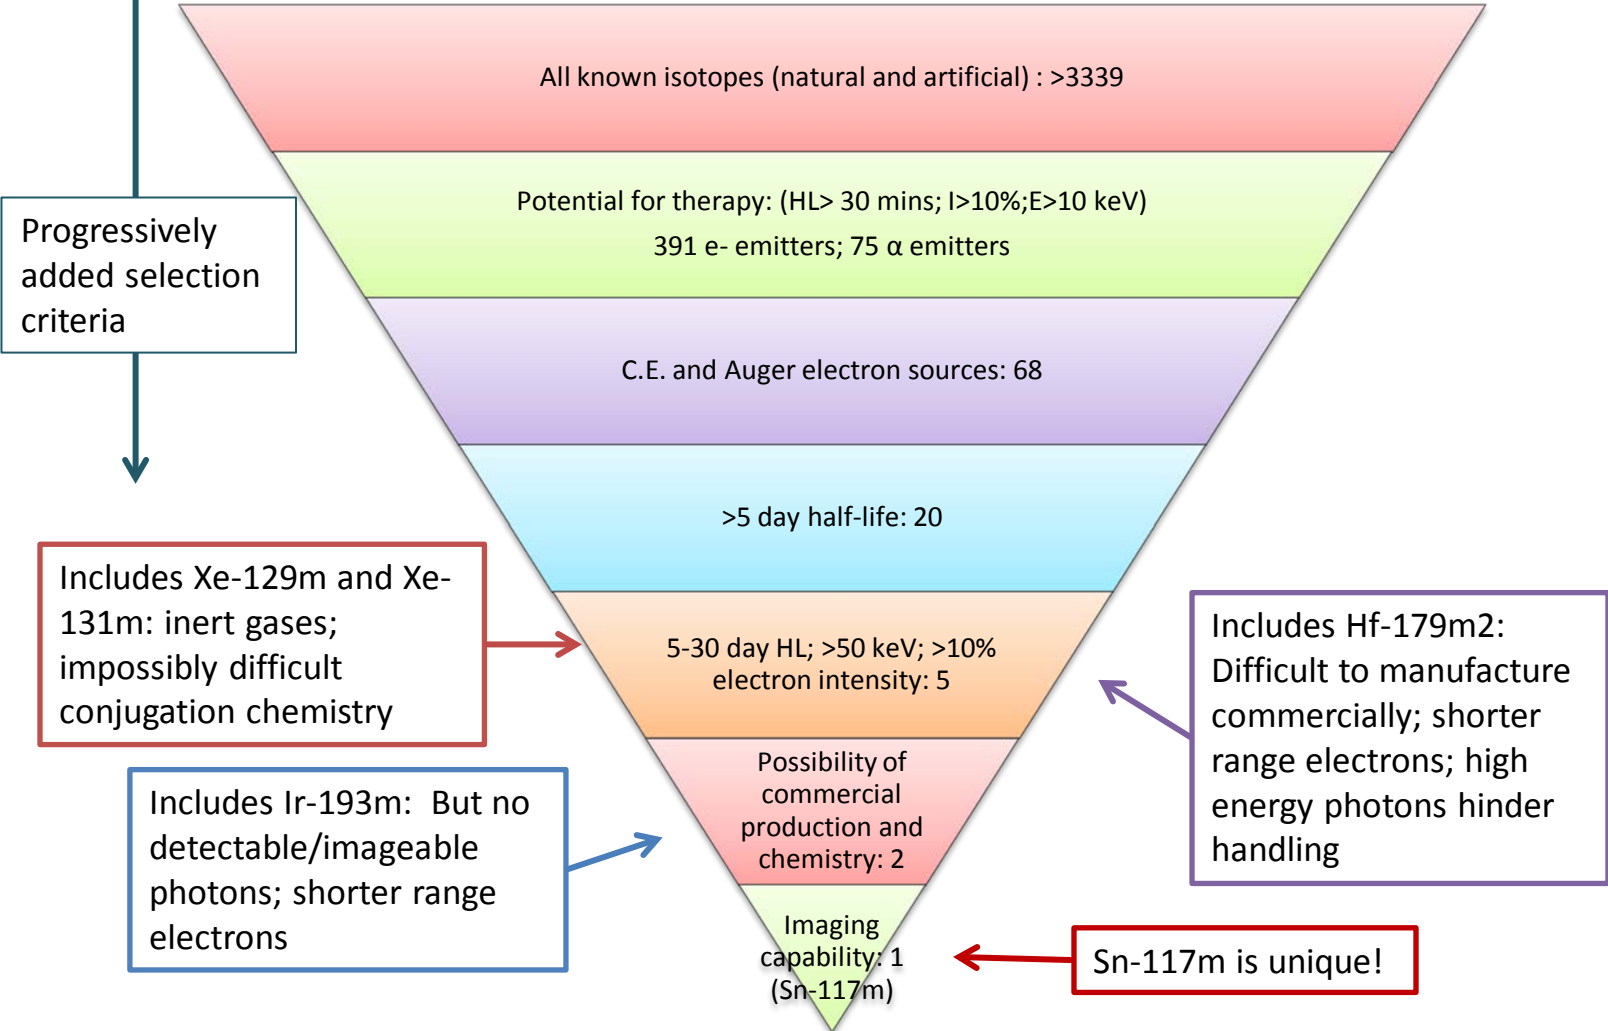 All known isotopes (natural and artificial) : >3339
Potential for therapy: (HL> 30 mins; I>10%;E>10 keV)
391 e- emitters; 75 α emitters
Progressively
added selection
criteria
C.E. and Auger electron sources: 68
>5 day half-life: 20
Includes Xe-129m and Xe-
131m: inert gases;
impossibly difficult
conjugation chemistry
5-30 day HL; >50 keV; >10%
electron intensity: 5
Includes Hf-179m2:
Difficult to manufacture
commercially; shorter
range electrons; high
energy photons hinder
handling
Possibility of
commercial
production and
chemistry: 2
Includes Ir-193m:  But no
detectable/imageable
photons; shorter range
electrons
Imaging
capability: 1
(Sn-117m)
Sn-117m is unique!